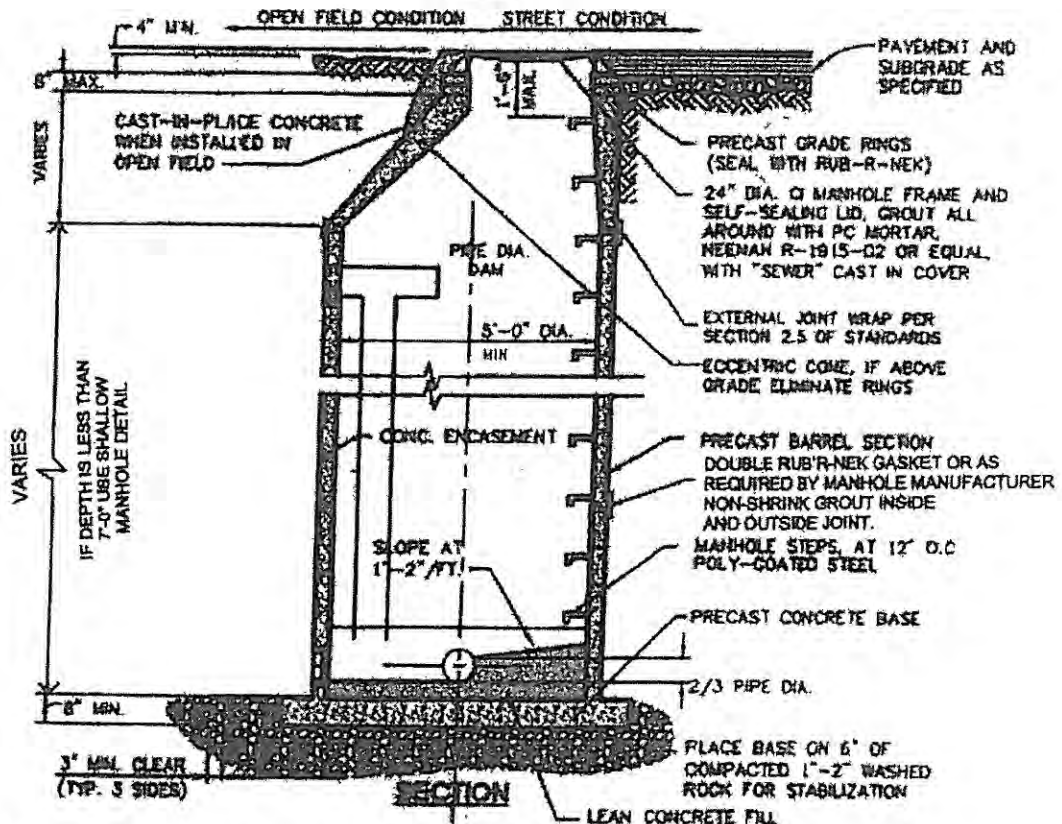 OPEN FIELD CONDITION
STREET CONDITION
4" MIN.
8" MAX.
VARIES
CAST-IN-PLACE CONCRETE
WHEN INSTALLED IN
OPEN FIELD
1'-6"
MAX.
PAVEMENT AND
SUBGRADE AS
SPECIFIED
PRECAST GRADE RINGS
(SEAL WITH RUB-R-NEK)
24" DIA. CI MANHOLE FRAME AND
SELF-SEALING LID, GROUT ALL
AROUND WITH PC MORTAR,
NEENAH R-1915-02 OR EQUAL,
WITH "SEWER" CAST IN COVER
PIPE DIA.
DAM
5'-0" DIA.
MIN
EXTERNAL JOINT WRAP PER
SECTION 2.5 OF STANDARDS
ECCENTRIC CONE, IF ABOVE
GRADE ELIMINATE RINGS
VARIES
IF DEPTH IS LESS THAN
7'-0" USE SHALLOW
MANHOLE DETAIL
CONC. ENCASEMENT
PRECAST BARREL SECTION
DOUBLE RUB'R-NEK GASKET OR AS
REQUIRED BY MANHOLE MANUFACTURER
NON-SHRINK GROUT INSIDE
AND OUTSIDE JOINT.
MANHOLE STEPS, AT 12" O.C
POLY-COATED STEEL
SLOPE AT
1"-2"/FT.
PRECAST CONCRETE BASE
2/3 PIPE DIA.
MIN.
3" MIN. CLEAR
(TYP. 3 SIDES)
SECTION
PLACE BASE ON 6" OF
COMPACTED 1"-2" WASHED
ROCK FOR STABILIZATION
LEAN CONCRETE FILL